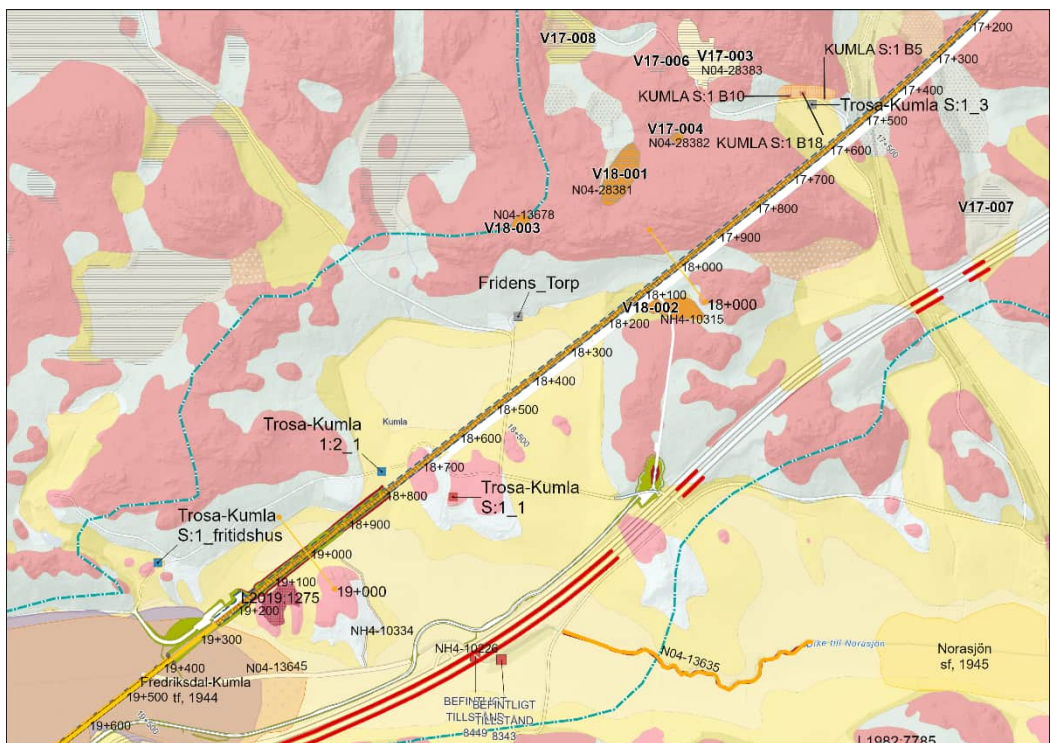 17+200
V17-008
V17-003
KUMLA S:1 B5
V17-006
N04-28383
17+300
17+400
KUMLA S:1 B10
Trosa-Kumla S:1_3
17+500
17+500
V17-004
N04-28382
KUMLA S:1 B18
17+600
V18-001
N04-28381
17+700
17+800
V17-007
N04-13678
V18-003
17+900
18+000
Fridens_Torp
18+100
18+000
V18-002
18+200
NH4-10315
18+300
18+400
18+500
Trosa-Kumla
1:2_1
Kumla
18+600
18+500
18+700
18+800
Trosa-Kumla
S:1_1
Trosa-Kumla
S:1_fritidshus
18+900
19+000
19+100
19+000
L2019:1275
19+200
19+300
NH4-10334
19+400
N04-13645
NH4-10226
N04-13635
Dike till Norasjön
Norasjön
sf, 1945
Fredriksdal-Kumla
tf, 1944
19+500
19+500
19+600
BEFINTLIGT
TILLSTÅND
8449
BEFINTLIGT
TILLSTÅND
8343
L1982:7785